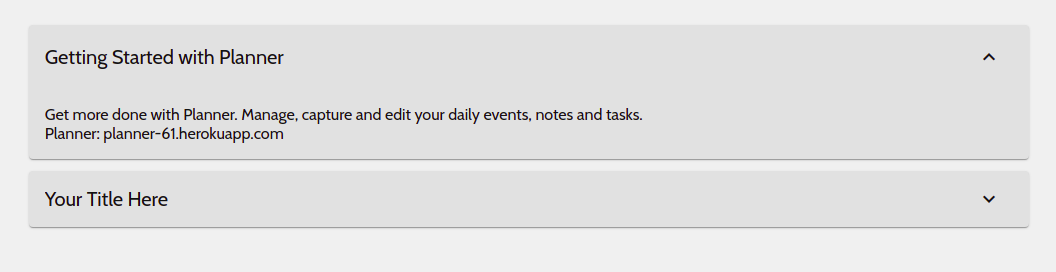 Getting Started with Planner
Get more done with Planner. Manage, capture and edit your daily events, notes and tasks.
Planner: planner-61.herokuapp.com
Your Title Here